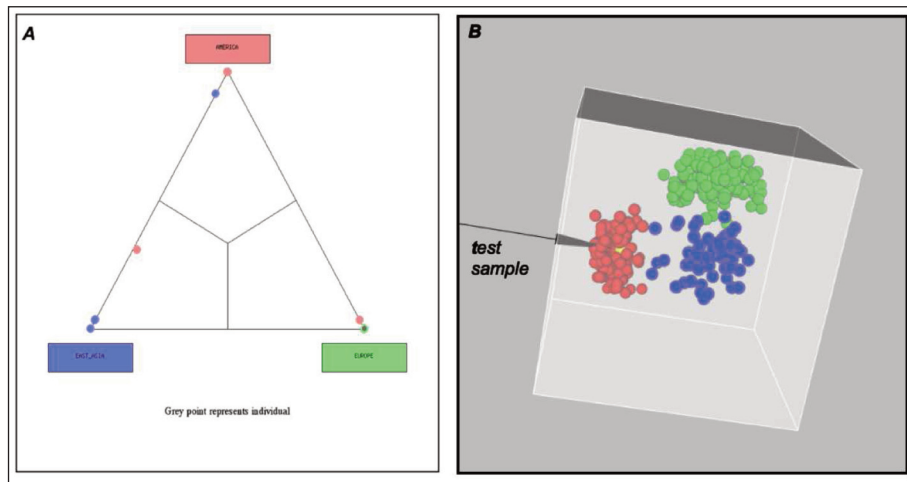 A
AMERICA
EAST_ASIA
EUROPE
Grey point represents individual
B
test
sample